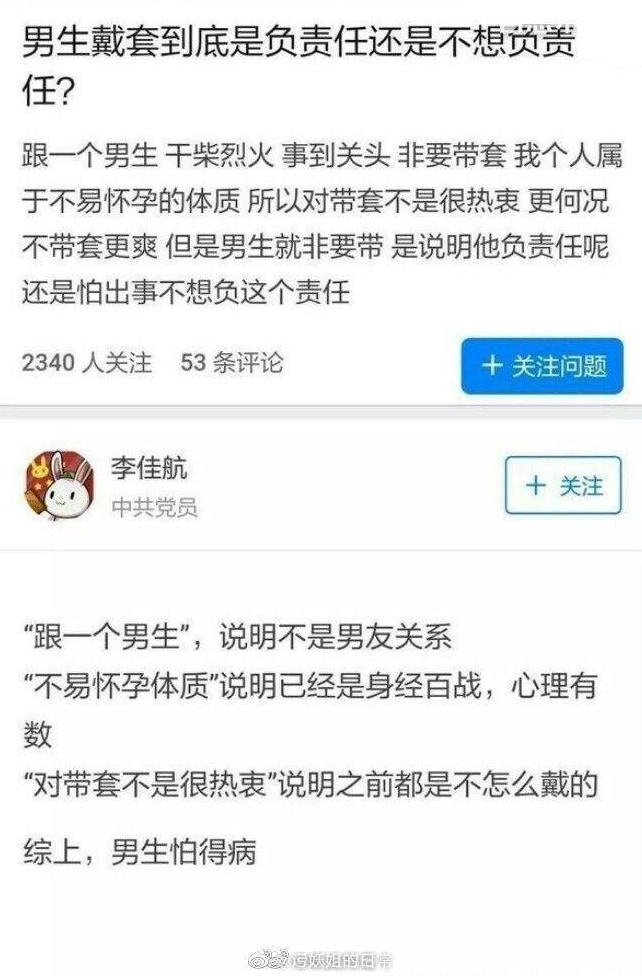 男生戴套到底是负责任还是不想负责
任?
跟一个男生 干柴烈火 事到关头 非要带套 我个人属
于不易怀孕的体质 所以对带套不是很热衷 更何况
不带套更爽 但是男生就非要带 是说明他负责任呢
还是怕出事不想负这个责任
2340 人关注 53 条评论
+ 关注问题
李佳航
中共党员
+ 关注
“跟一个男生”，说明不是男友关系
“不易怀孕体质”说明已经是身经百战，心理有
数
“对带套不是很热衷”说明之前都是不怎么戴的
综上，男生怕得病
污妖姐的日常